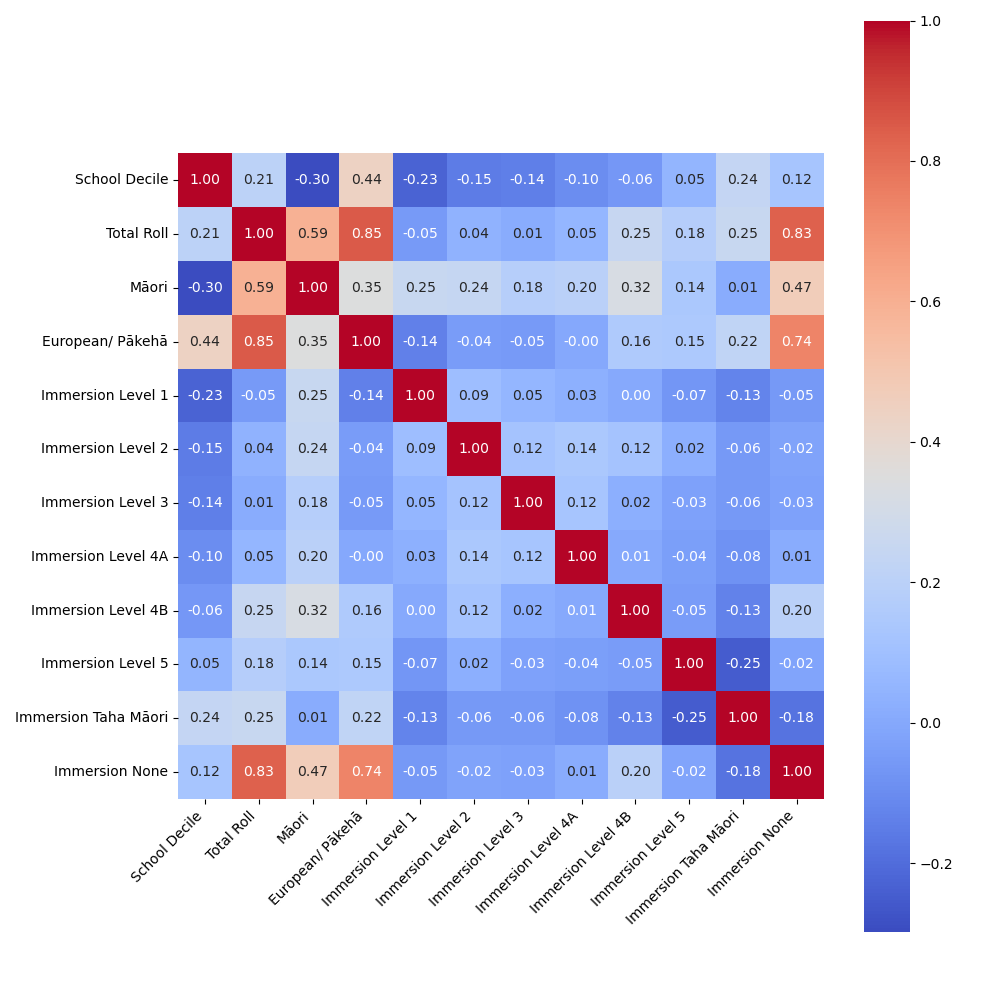 1.0
School Decile 1.00 0.21 -0.30 0.44 -0.23 -0.15 -0.14 -0.10 -0.06 0.05 0.24 0.12
0.8
Total Roll 0.21 1.00 0.59 0.85 -0.05 0.04 0.01 0.05 0.25 0.18 0.25 0.83
Māori -0.30 0.59 1.00 0.35 0.25 0.24 0.18 0.20 0.32 0.14 0.01 0.47
0.6
European/ Pākehā 0.44 0.85 0.35 1.00 -0.14 -0.04 -0.05 -0.00 0.16 0.15 0.22 0.74
Immersion Level 1 -0.23 -0.05 0.25 -0.14 1.00 0.09 0.05 0.03 0.00 -0.07 -0.13 -0.05
0.4
Immersion Level 2 -0.15 0.04 0.24 -0.04 0.09 1.00 0.12 0.14 0.12 0.02 -0.06 -0.02
Immersion Level 3 -0.14 0.01 0.18 -0.05 0.05 0.12 1.00 0.12 0.02 -0.03 -0.06 -0.03
Immersion Level 4A -0.10 0.05 0.20 -0.00 0.03 0.14 0.12 1.00 0.01 -0.04 -0.08 0.01
0.2
Immersion Level 4B -0.06 0.25 0.32 0.16 0.00 0.12 0.02 0.01 1.00 -0.05 -0.13 0.20
Immersion Level 5 0.05 0.18 0.14 0.15 -0.07 0.02 -0.03 -0.04 -0.05 1.00 -0.25 -0.02
Immersion Taha Māori 0.24 0.25 0.01 0.22 -0.13 -0.06 -0.06 -0.08 -0.13 -0.25 1.00 -0.18
0.0
Immersion None 0.12 0.83 0.47 0.74 -0.05 -0.02 -0.03 0.01 0.20 -0.02 -0.18 1.00
−0.2
School Decile
Total Roll
Māori
European/ Pākehā
Immersion Level 1
Immersion Level 2
Immersion Level 3
Immersion Level 4A
Immersion Level 4B
Immersion Level 5
Immersion Taha Māori
Immersion None